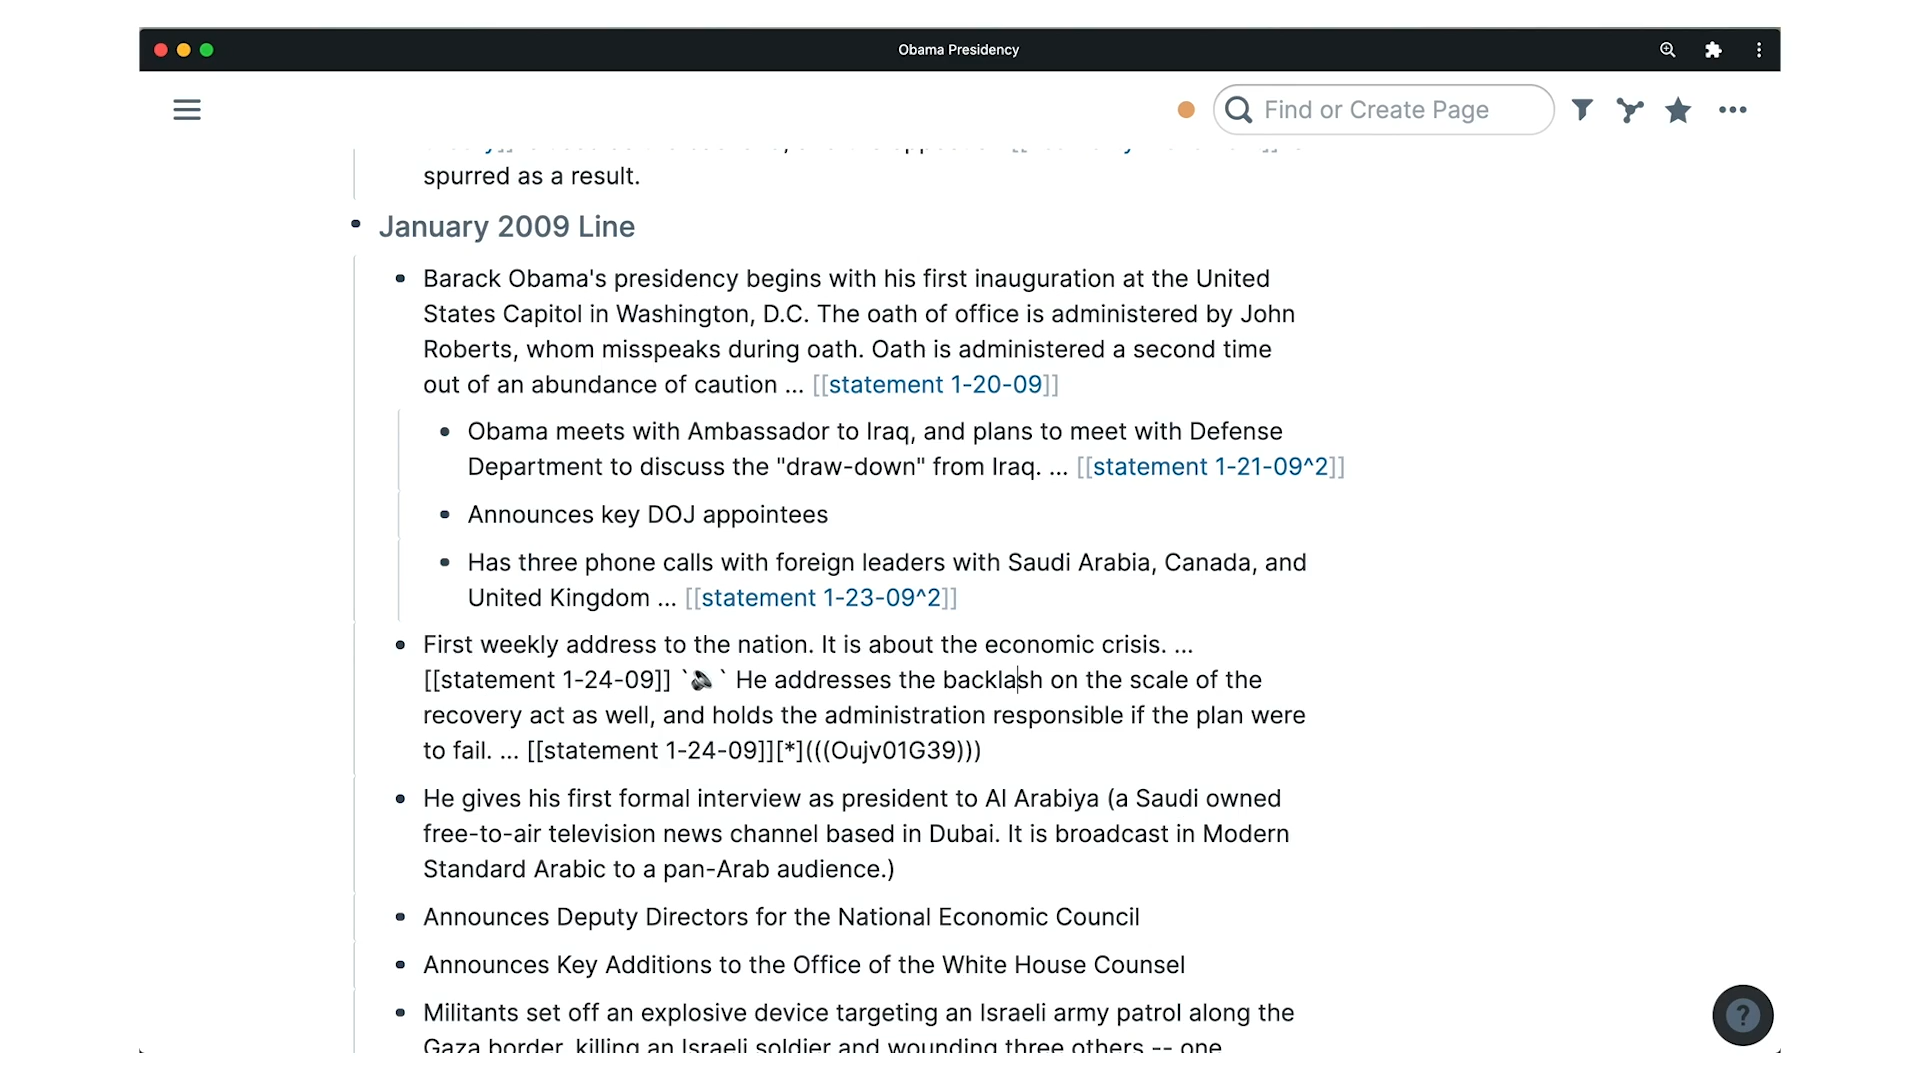 Obama Presidency
Find or Create Page
spurred as a result.
January 2009 Line
Barack Obama's presidency begins with his first inauguration at the United
States Capitol in Washington, D.C. The oath of office is administered by John
Roberts, whom misspeaks during oath. Oath is administered a second time
out of an abundance of caution ... [[statement 1-20-09]]
Obama meets with Ambassador to Iraq, and plans to meet with Defense
Department to discuss the "draw-down" from Iraq. ... [[statement 1-21-09^2]]
Announces key DOJ appointees
Has three phone calls with foreign leaders with Saudi Arabia, Canada, and
United Kingdom ... [[statement 1-23-09^2]]
First weekly address to the nation. It is about the economic crisis. ...
[[statement 1-24-09]] `🔈` He addresses the backlash on the scale of the
recovery act as well, and holds the administration responsible if the plan were
to fail. ... [[statement 1-24-09]][*](((Oujv01G39)))
He gives his first formal interview as president to Al Arabiya (a Saudi owned
free-to-air television news channel based in Dubai. It is broadcast in Modern
Standard Arabic to a pan-Arab audience.)
Announces Deputy Directors for the National Economic Council
Announces Key Additions to the Office of the White House Counsel
Militants set off an explosive device targeting an Israeli army patrol along the
Gaza border, killing an Israeli soldier and wounding three others -- one
?